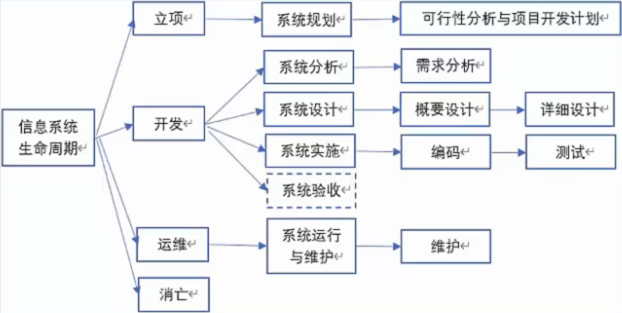 立项
系统规划
可行性分析与项目开发计划
系统分析
需求分析
信息系统
生命周期
开发
系统设计
概要设计
详细设计
系统实施
编码
测试
系统验收
运维
系统运行
与维护
维护
消亡